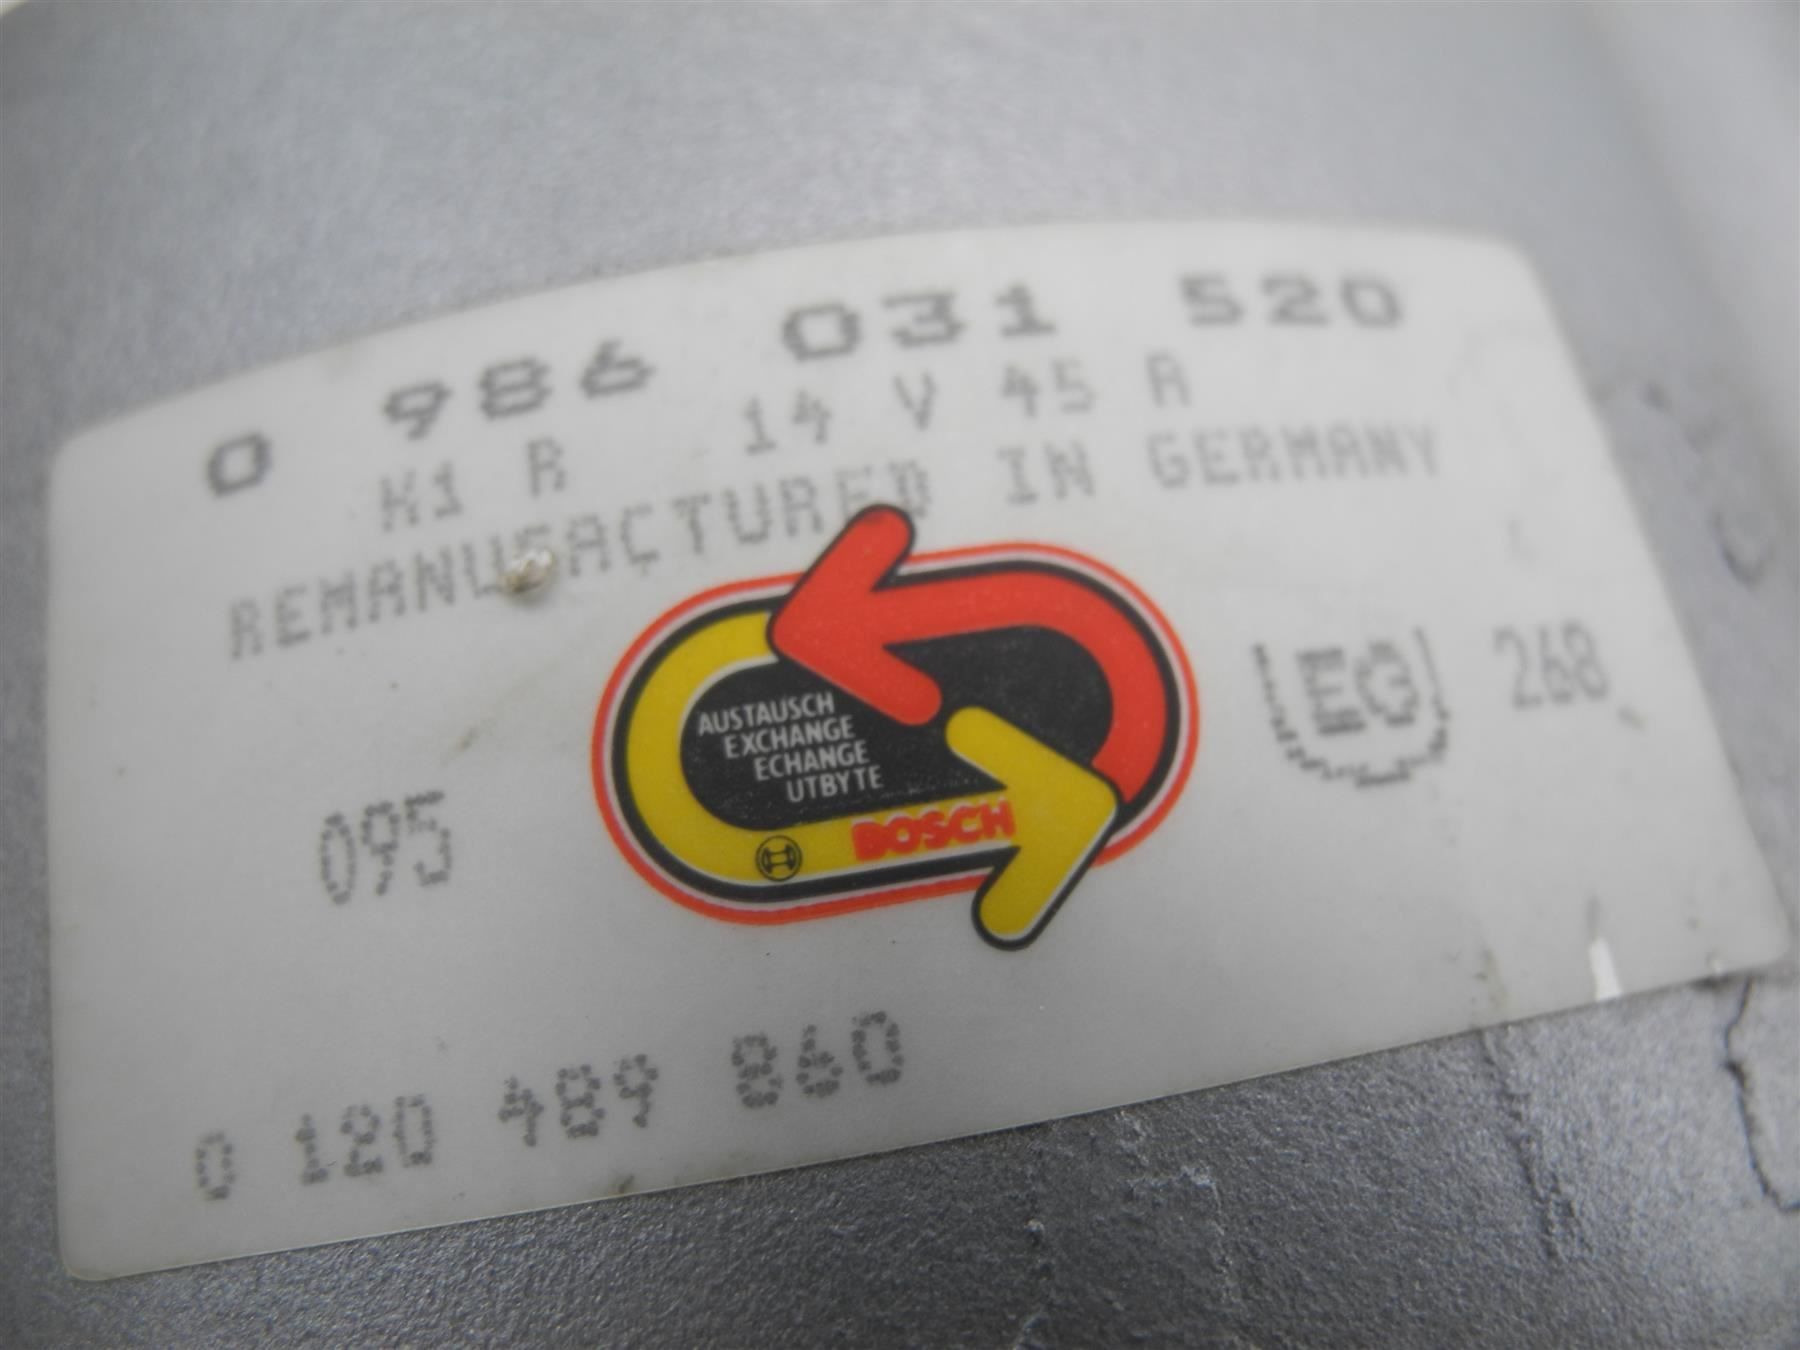 0 986 031 520
K1 R 14 V 45 A
REMANUFACTURED IN GERMANY
AUSTAUSCH
EXCHANGE
ECHANGE
UTBYTE
BOSCH
EQ 268
095
0 120 489 860